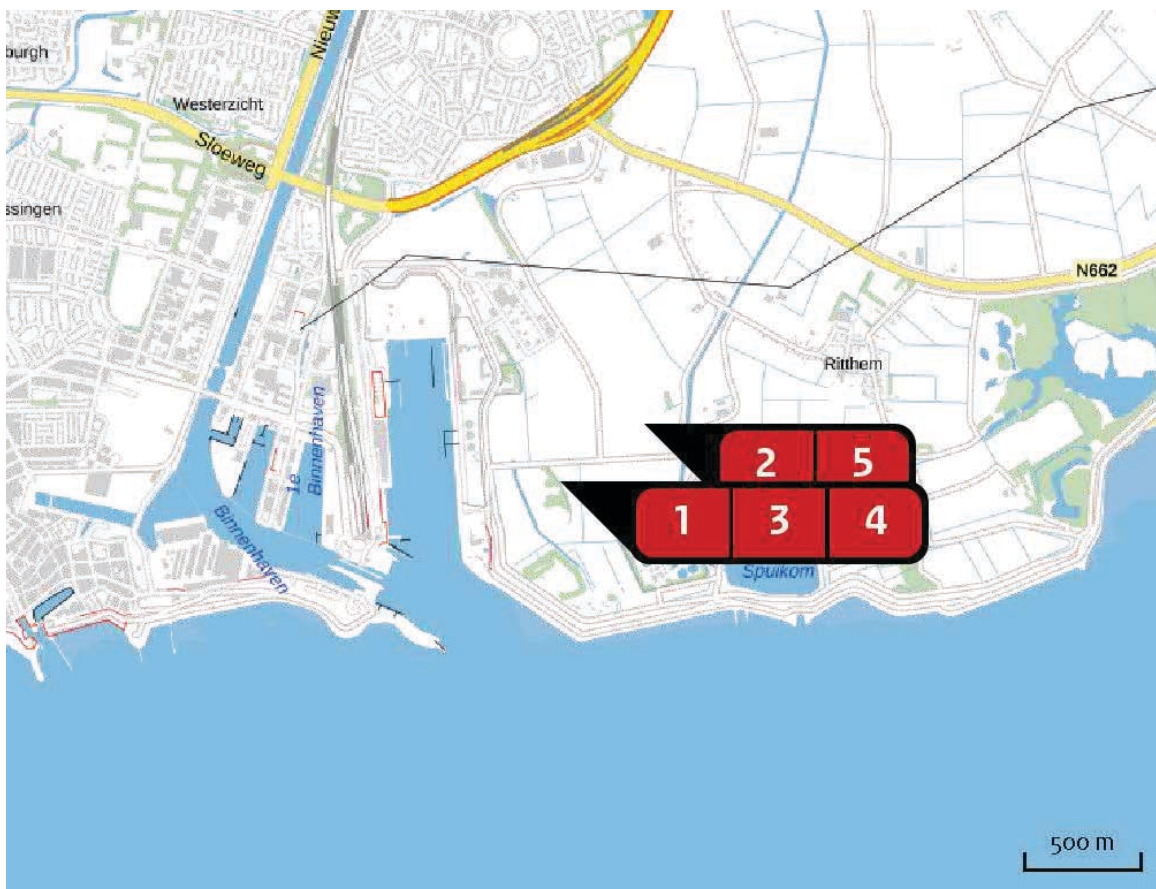 burgh
Nieuw
Westerzicht
Sloeweg
ssingen
N662
Ritthem
1e
Binnenhaven
Binnenhaven
2 5
1 3 4
Spuikom
500 m